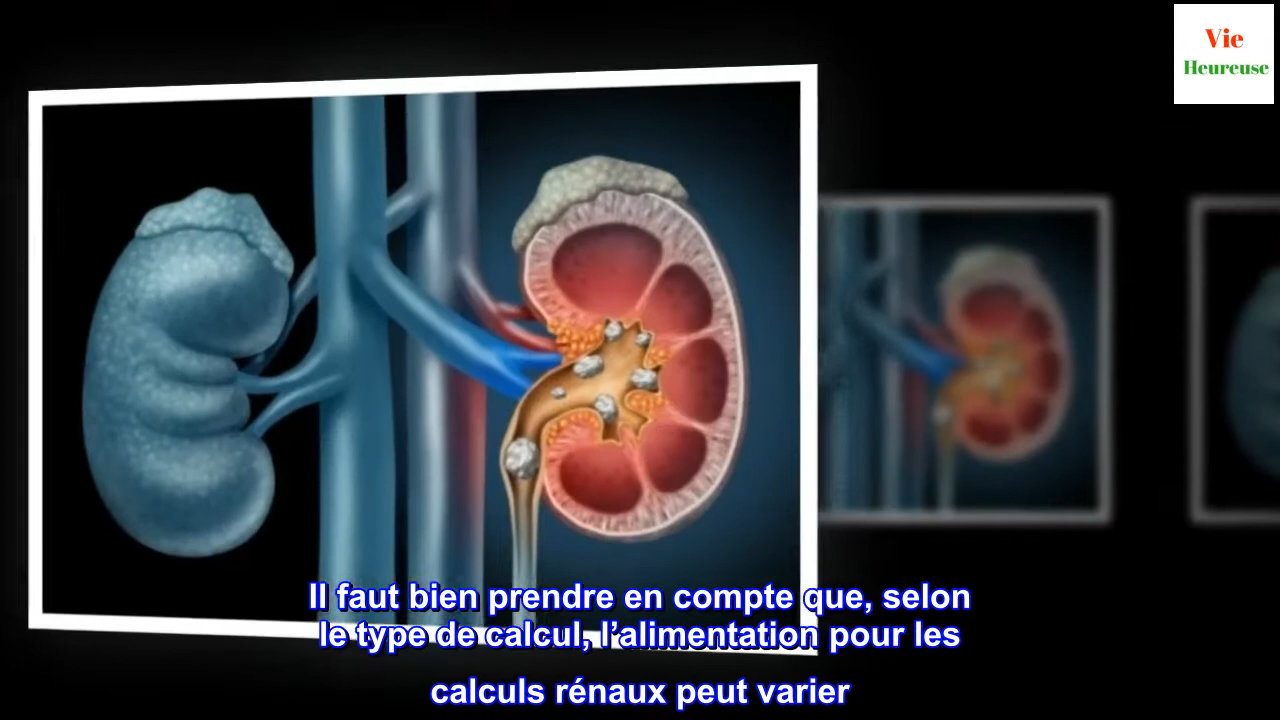 Vie
Heureuse
Il faut bien prendre en compte que, selon
le type de calcul, l’alimentation pour les
calculs rénaux peut varier